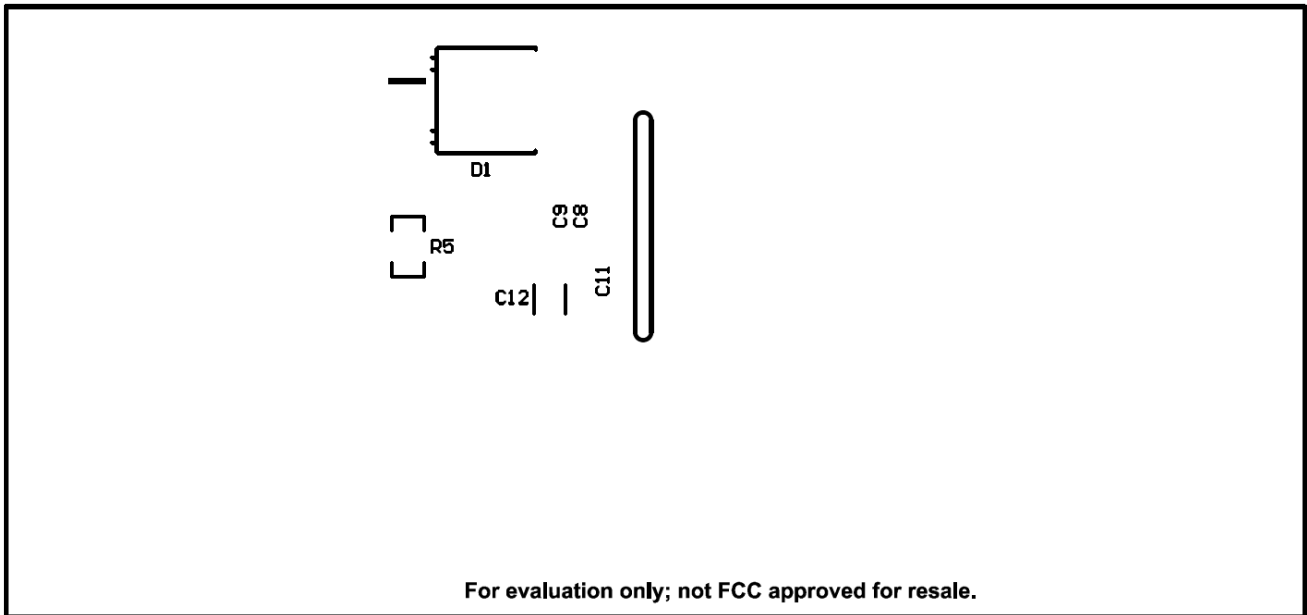 D1
C9
C8
R5
C11
C12
For evaluation only; not FCC approved for resale.